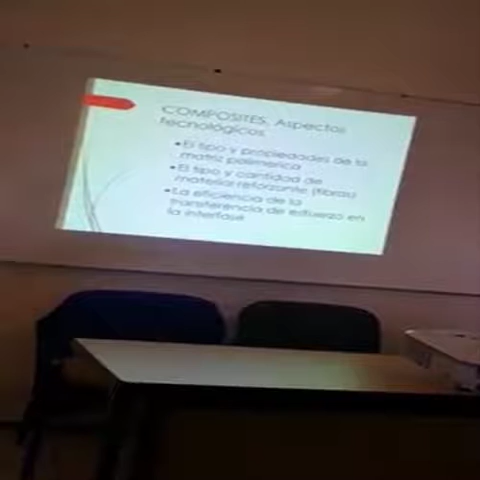 COMPOSITES. Aspectos
tecnológicos.
•El tipo y propiedades de la
matriz polimerica
•El tipo y cantidad de
material reforzante (fibras)
•La eficiencia de la
transferencia de esfuerzo en
la interfase